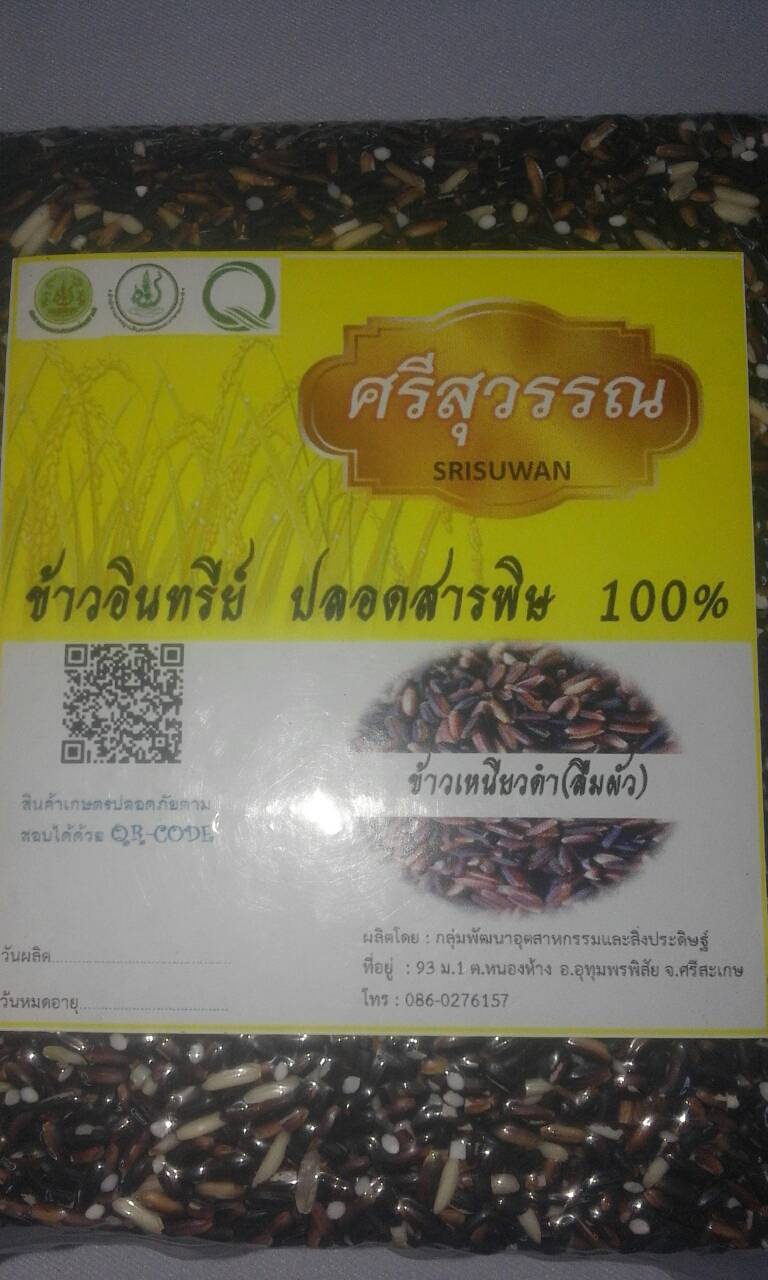 ศรีสุวรรณ
SRISUWAN
ข้าวอินทรีย์ ปลอดสารพิษ 100%
ข้าวเหนียวดำ(ลืมผัว)
สินค้าเกษตรปลอดภัยตาม
สอบได้ด้วย QR-CODE
วันผลิต
วันหมดอายุ
ผลิตโดย : กลุ่มพัฒนาอุตสาหกรรมและสิ่งประดิษฐ์
ที่อยู่ : 93 ม.1 ต.หนองห้าง อ.อุทุมพรพิสัย จ.ศรีสะเกษ
โทร : 086-0276157